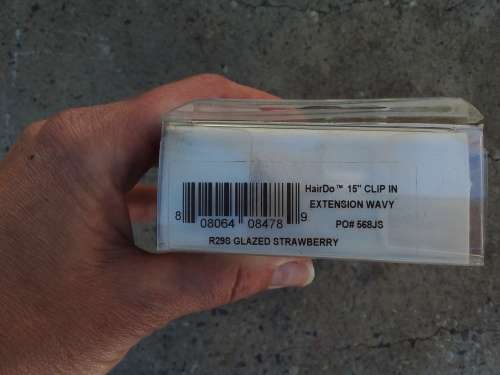 HairDo™ 15" CLIP IN
EXTENSION WAVY
PO# 568JS
8 08064 08478 9
R29S GLAZED STRAWBERRY